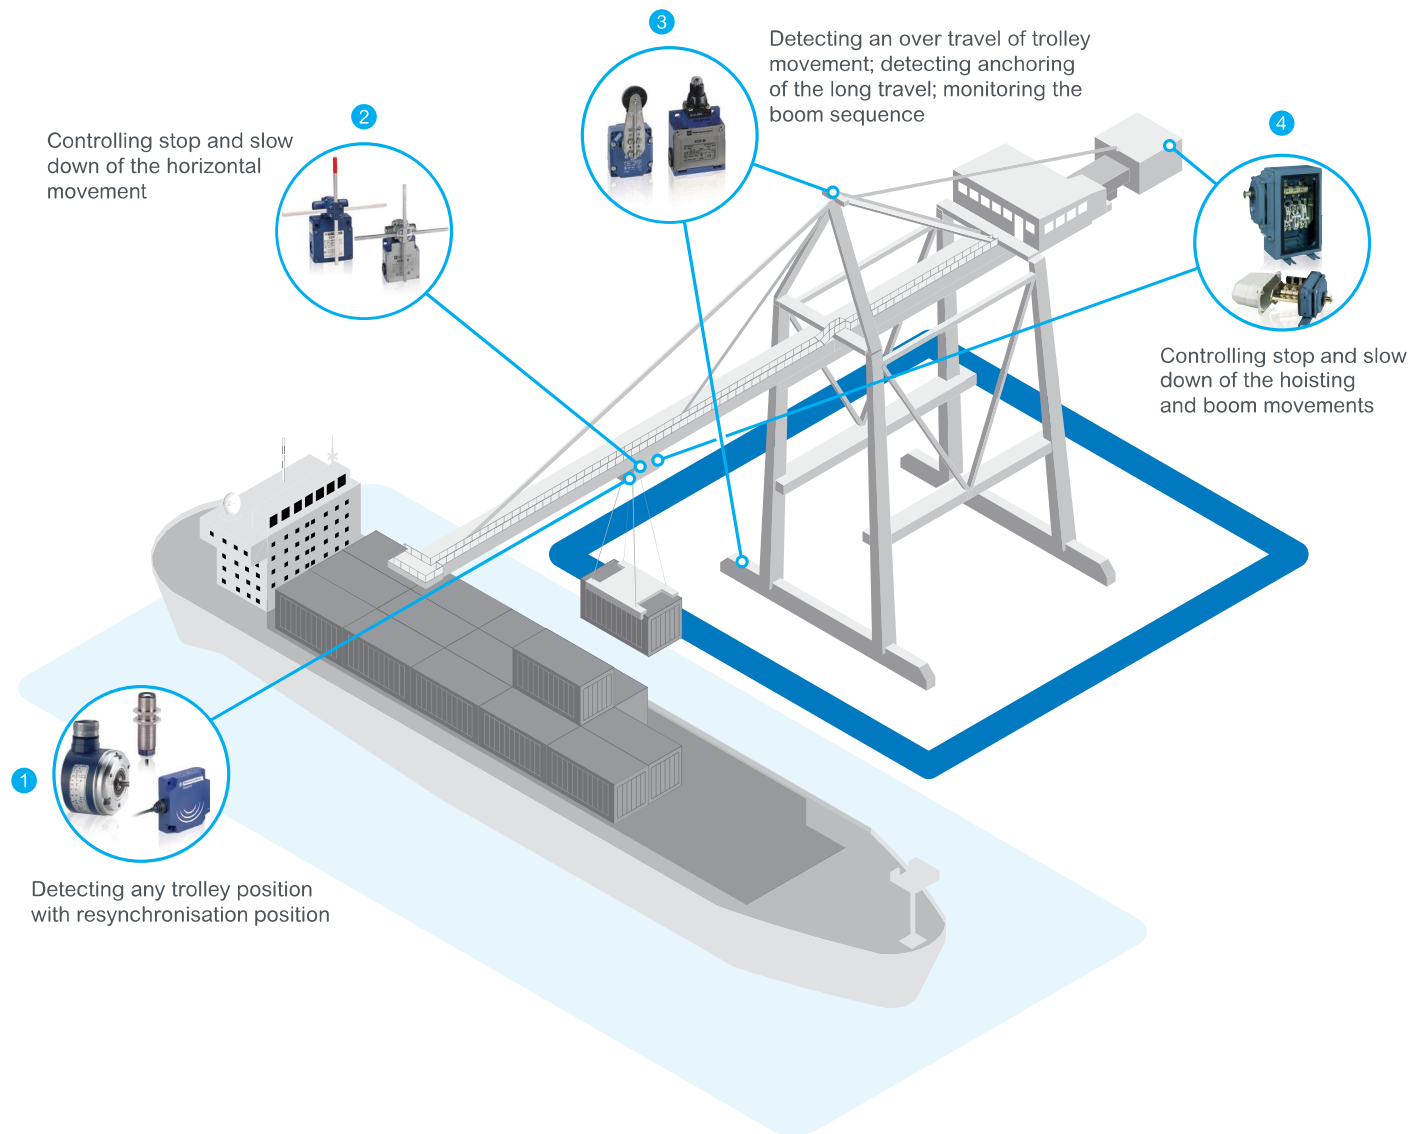 3
Detecting an over travel of trolley
movement; detecting anchoring
of the long travel; monitoring the
boom sequence
2
Controlling stop and slow
down of the horizontal
movement
4
Controlling stop and slow
down of the hoisting
and boom movements
1
Detecting any trolley position
with resynchronisation position